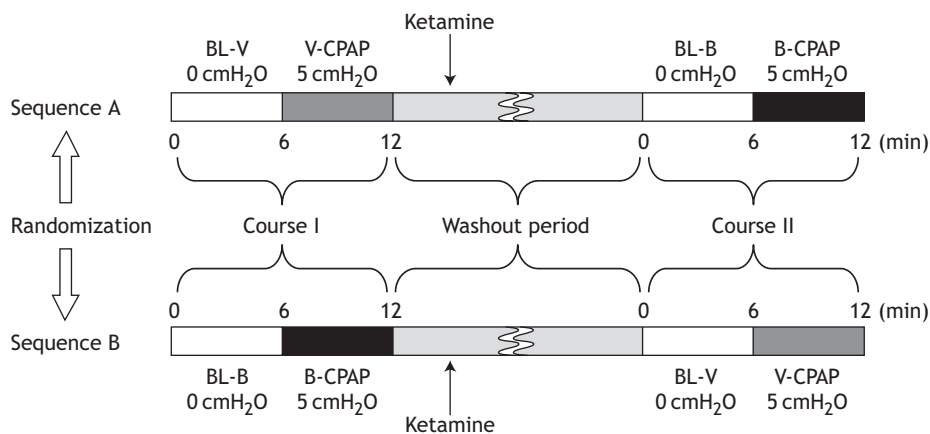 Ketamine
BL-V V-CPAP BL-B B-CPAP
0 cmH₂O 5 cmH₂O 0 cmH₂O 5 cmH₂O
Sequence A
0 6 12 0 6 12 (min)
Randomization Course I Washout period Course II
0 6 12 0 6 12 (min)
Sequence B
BL-B B-CPAP BL-V V-CPAP
0 cmH₂O 5 cmH₂O 0 cmH₂O 5 cmH₂O
Ketamine